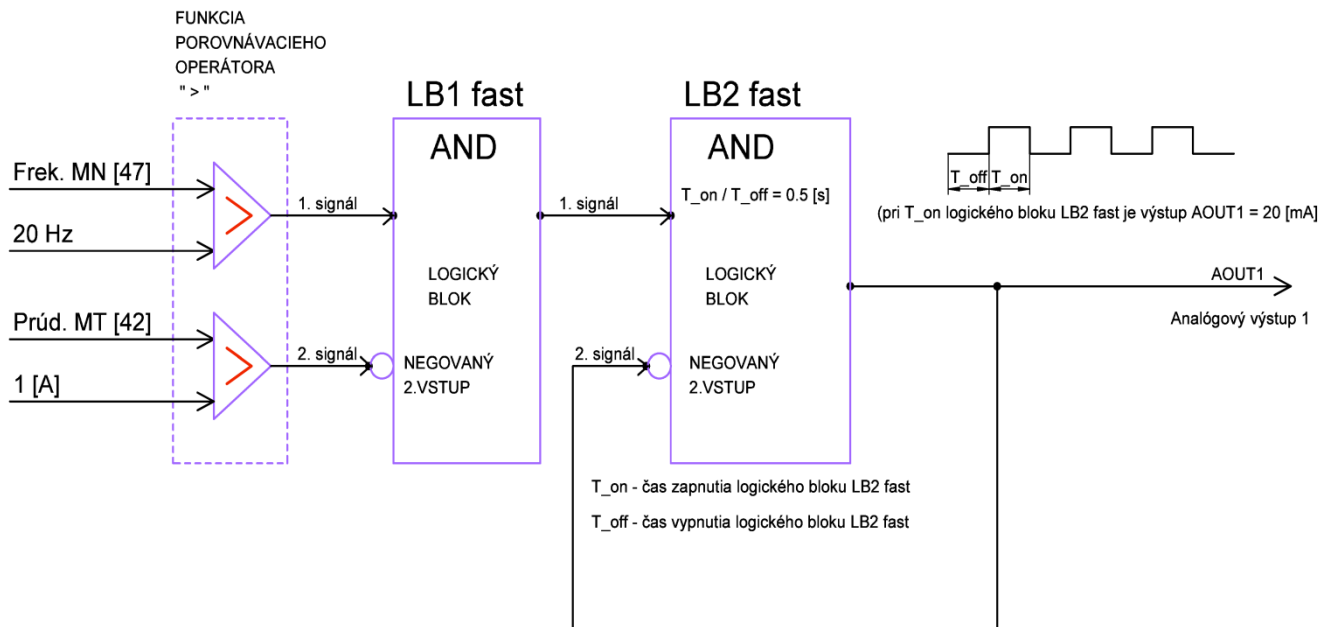 FUNKCIA
POROVNÁVACIEHO
OPERÁTORA
" > "
LB1 fast
LB2 fast
AND
AND
Frek. MN [47]
20 Hz
1. signál
1. signál
T_on / T_off = 0.5 [s]
T_off
T_on
(pri T_on logického bloku LB2 fast je výstup AOUT1 = 20 [mA]
LOGICKÝ
BLOK
LOGICKÝ
BLOK
AOUT1
Analógový výstup 1
Prúd. MT [42]
1 [A]
2. signál
2. signál
NEGOVANÝ
2.VSTUP
NEGOVANÝ
2.VSTUP
T_on - čas zapnutia logického bloku LB2 fast
T_off - čas vypnutia logického bloku LB2 fast